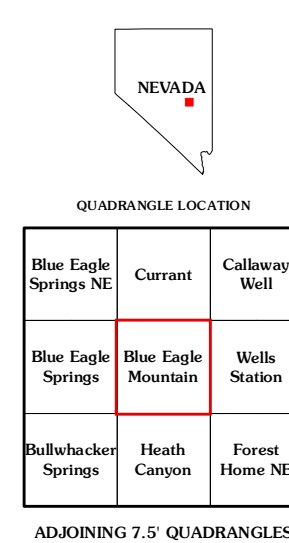 NEVADA
QUADRANGLE LOCATION
Blue Eagle
Springs NE
Currant
Callaway
Well
Blue Eagle
Springs
Blue Eagle
Mountain
Wells
Station
Bullwhacker
Springs
Heath
Canyon
Forest
Home NE
ADJOINING 7.5' QUADRANGLES